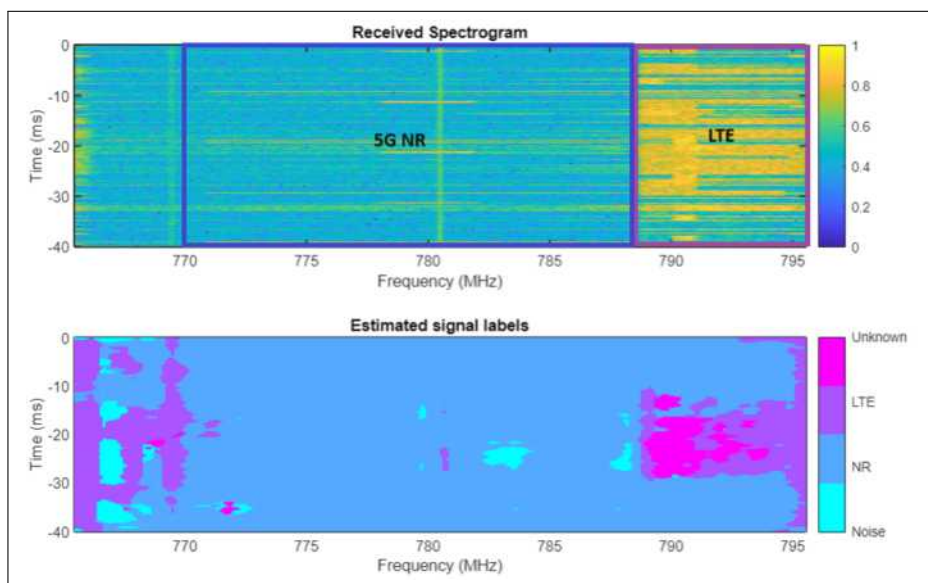 Received Spectrogram
0
-10
-20
-30
-40
Time (ms)
5G NR
LTE
770
775
780
785
790
795
Frequency (MHz)
1
0.8
0.6
0.4
0.2
0
Estimated signal labels
0
-10
-20
-30
-40
Time (ms)
770
775
780
785
790
795
Frequency (MHz)
Unknown
LTE
NR
Noise